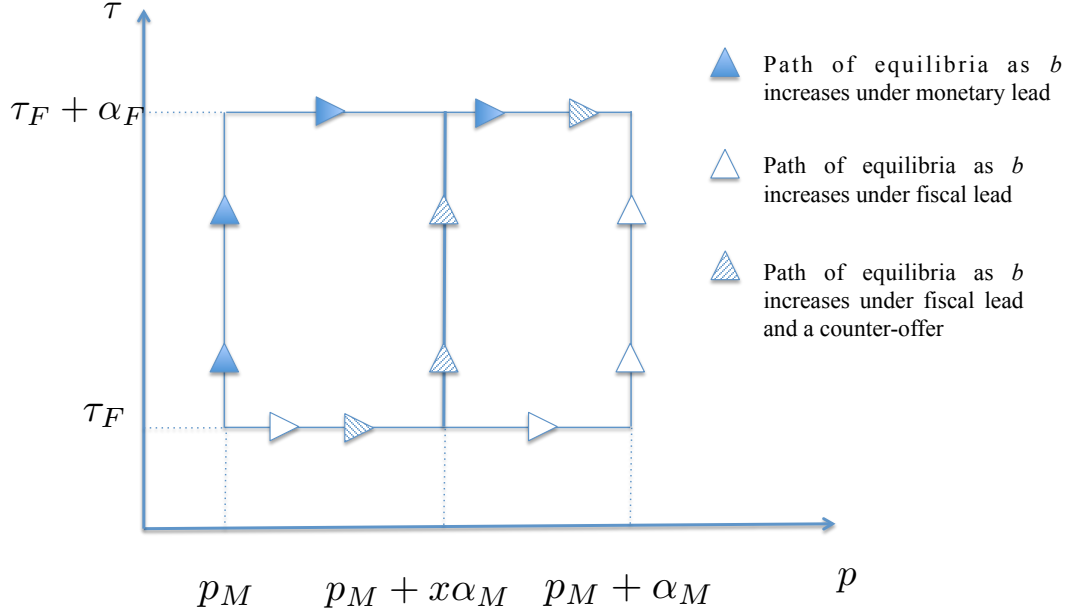 τ
τ_F + α_F
τ_F
p_M
p_M + xα_M
p_M + α_M
p
Path of equilibria as b
increases under monetary lead
Path of equilibria as b
increases under fiscal lead
Path of equilibria as b
increases under fiscal lead
and a counter-offer